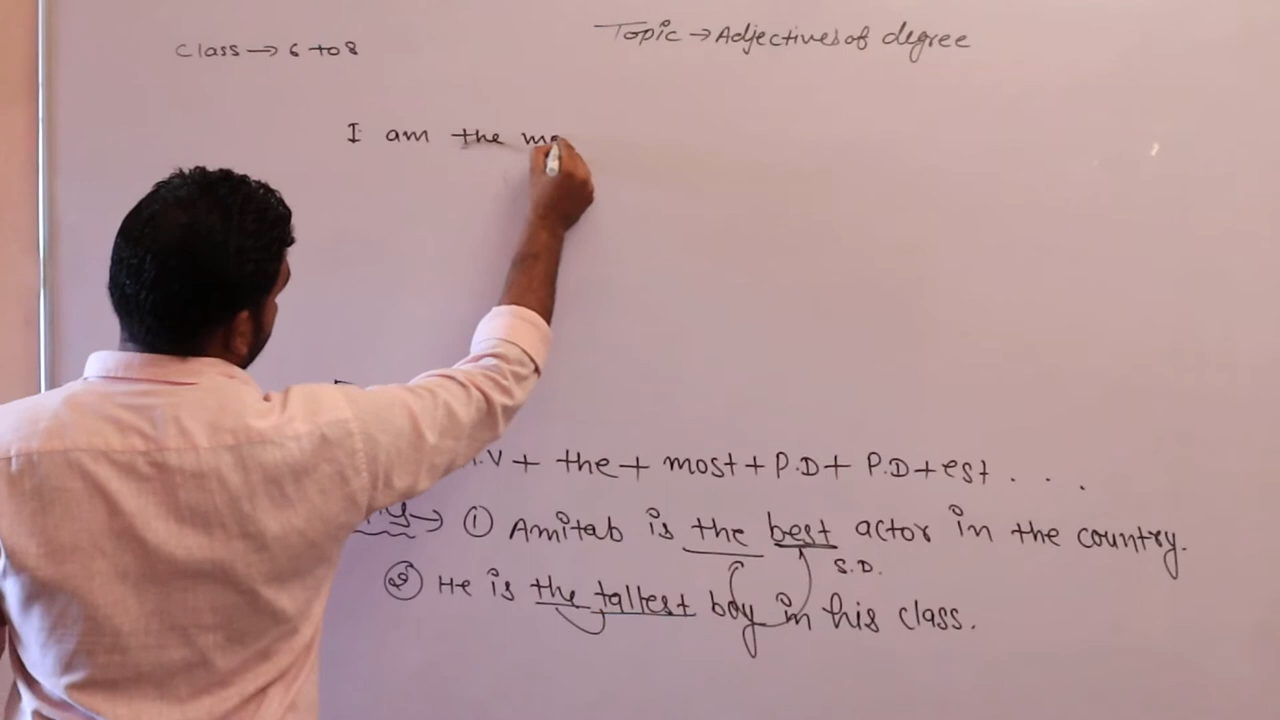 Class → 6 to 8
Topic → Adjectives of degree
I am the mo
.V + the + most + P.D + P.D + est . . .
→ ① Amitab is the best actor in the country.
S.D.
② He is the tallest boy in his class.